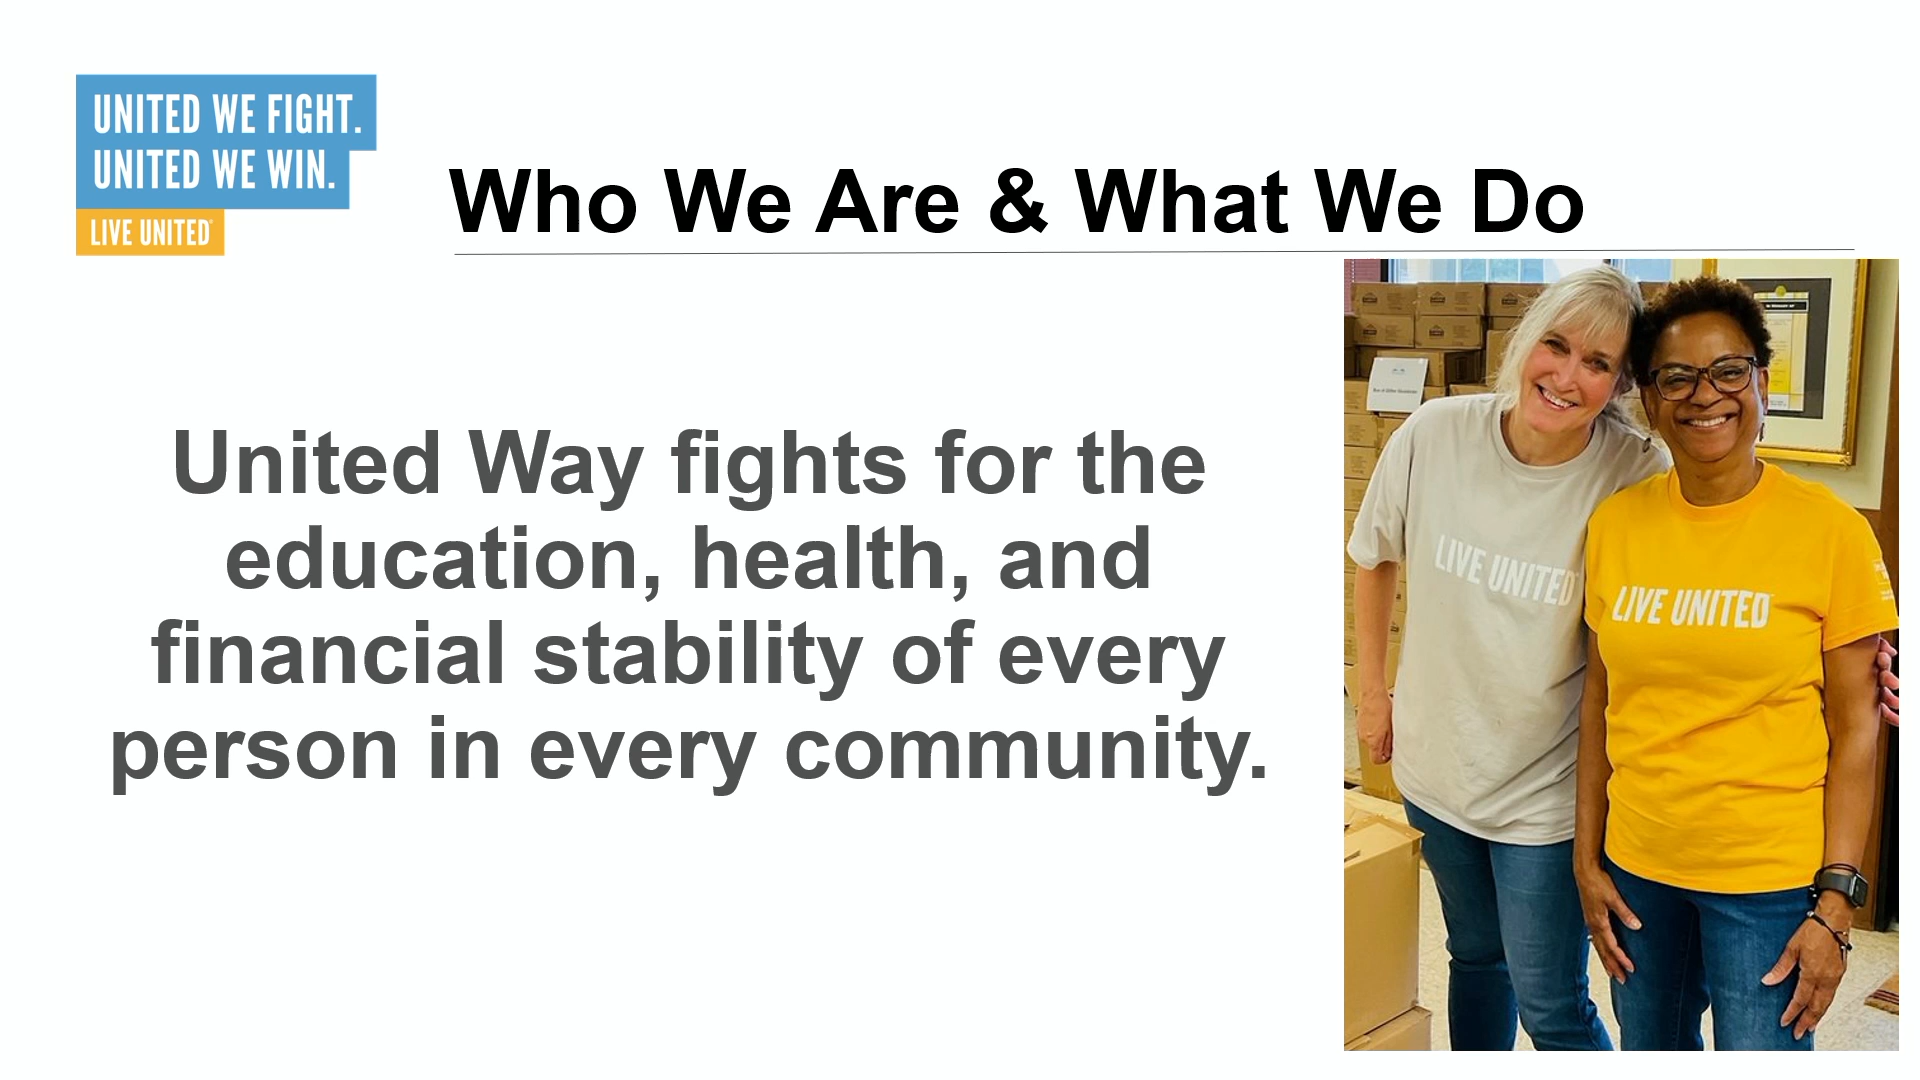 UNITED WE FIGHT.
UNITED WE WIN.
LIVE UNITED
Who We Are & What We Do
United Way fights for the
education, health, and
financial stability of every
person in every community.
LIVE UNITED
LIVE UNITED